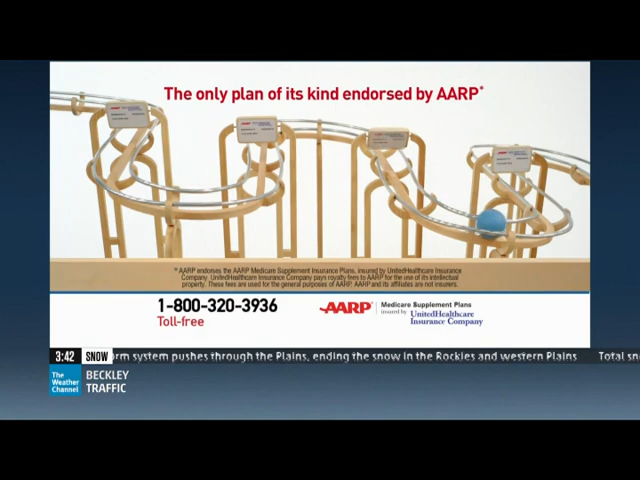 The only plan of its kind endorsed by AARP*
* AARP endorses the AARP Medicare Supplement Insurance Plans, insured by UnitedHealthcare Insurance
Company. UnitedHealthcare Insurance Company pays royalty fees to AARP for the use of its intellectual
property. These fees are used for the general purposes of AARP. AARP and its affiliates are not insurers.
1-800-320-3936
Toll-free
AARP
Medicare Supplement Plans
insured by UnitedHealthcare
Insurance Company
3:42 SNOW orm system pushes through the Plains, ending the snow in the Rockies and western Plains Total sn
The
Weather
Channel
BECKLEY
TRAFFIC